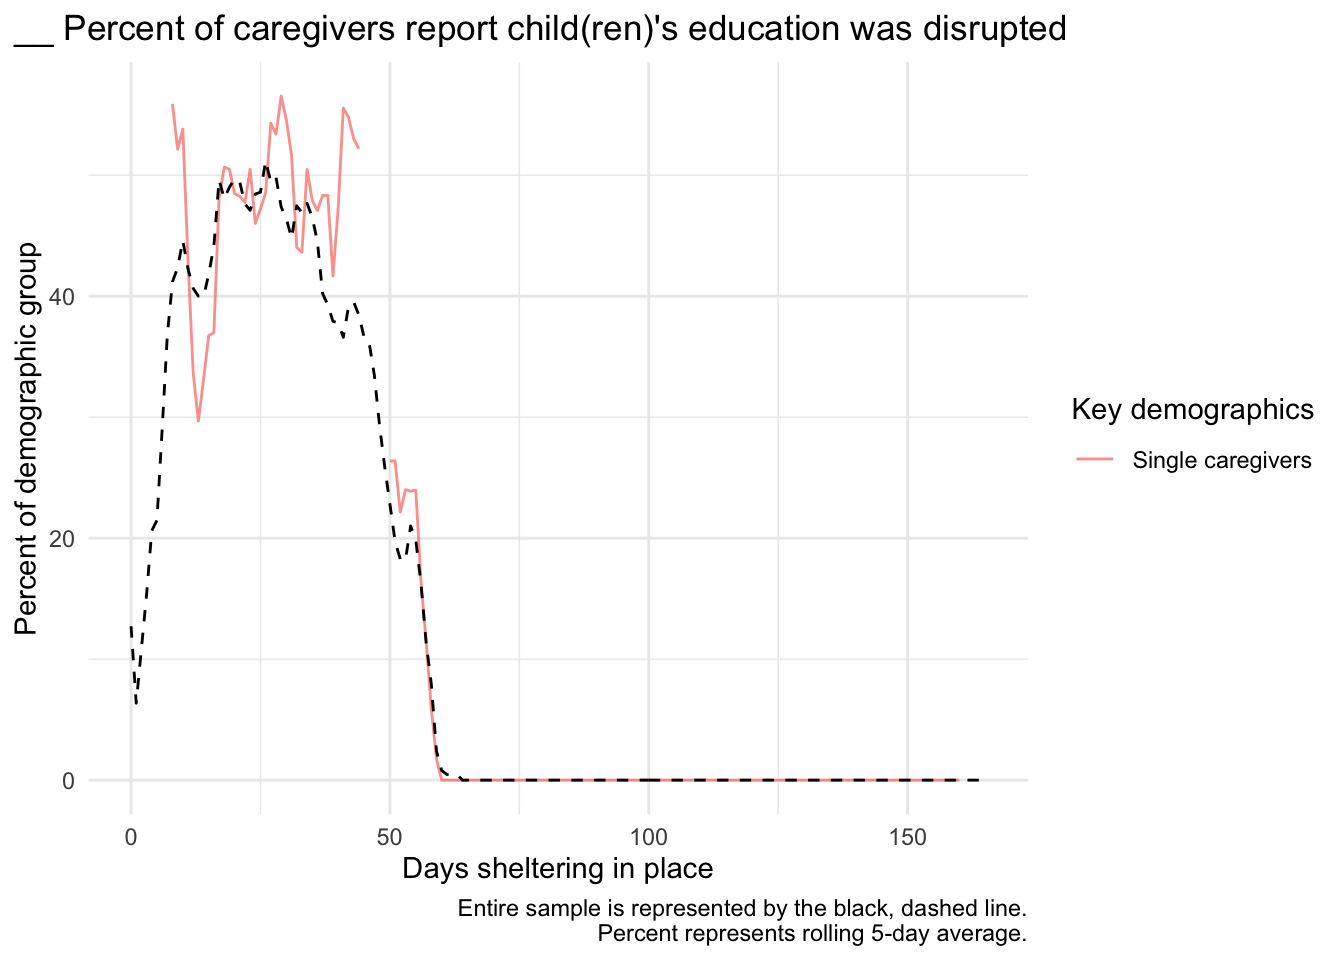 __ Percent of caregivers report child(ren)'s education was disrupted
Percent of demographic group
40
20
0
0
50
100
150
Days sheltering in place
Key demographics
Single caregivers
Entire sample is represented by the black, dashed line.
Percent represents rolling 5-day average.